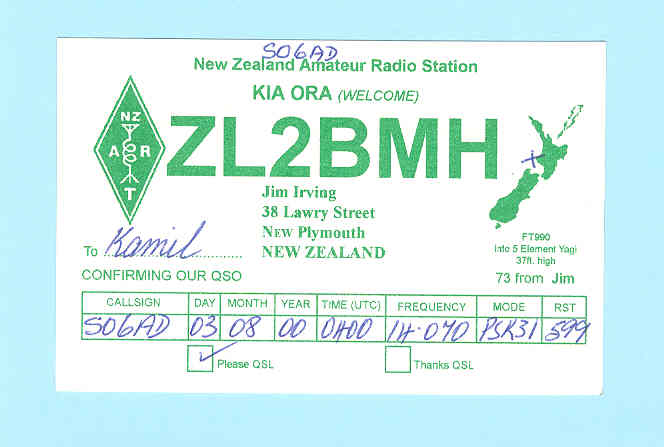 SO6AD
New Zealand Amateur Radio Station
KIA ORA (WELCOME)
NZ
A R
T
ZL2BMH
Jim Irving
38 Lawry Street
New Plymouth
NEW ZEALAND
To Kamil
CONFIRMING OUR QSO
FT990
into 5 Element Yagi
37ft. high
73 from Jim
CALLSIGN DAY MONTH YEAR TIME (UTC) FREQUENCY MODE RST
SO6AD 03 08 00 0400 14.070 PSK31 599
Please QSL Thanks QSL